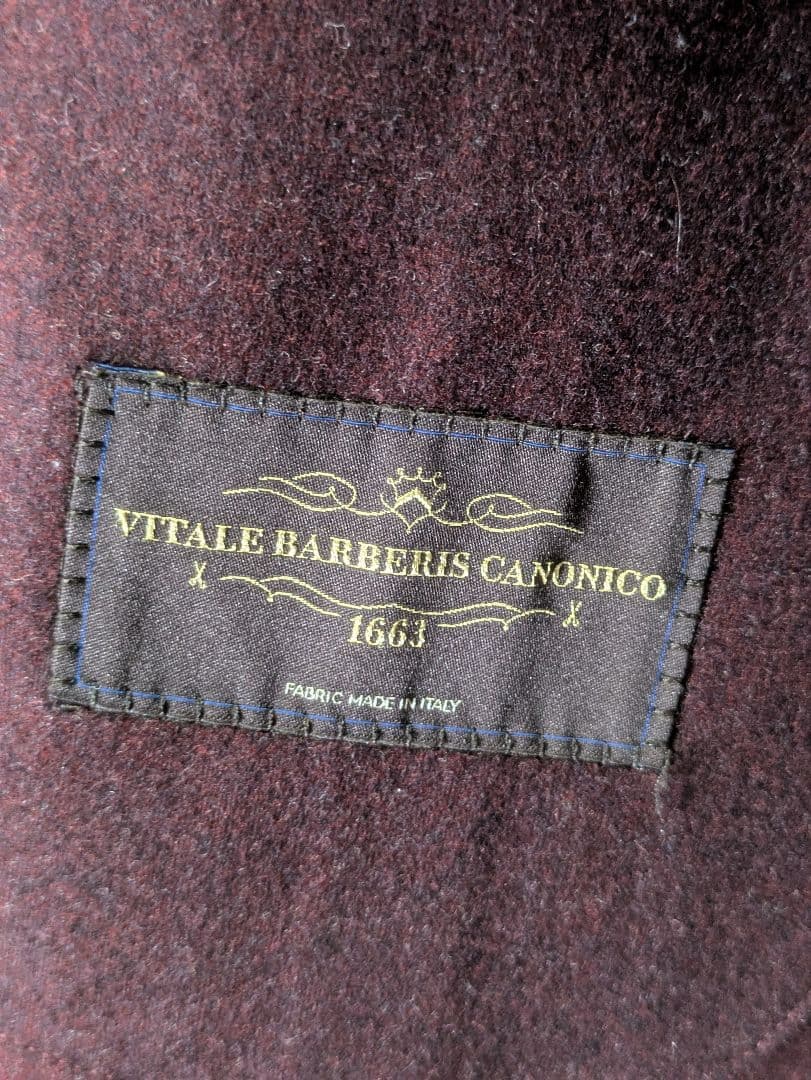 VITALE BARBERIS CANONICO
1663
FABRIC MADE IN ITALY